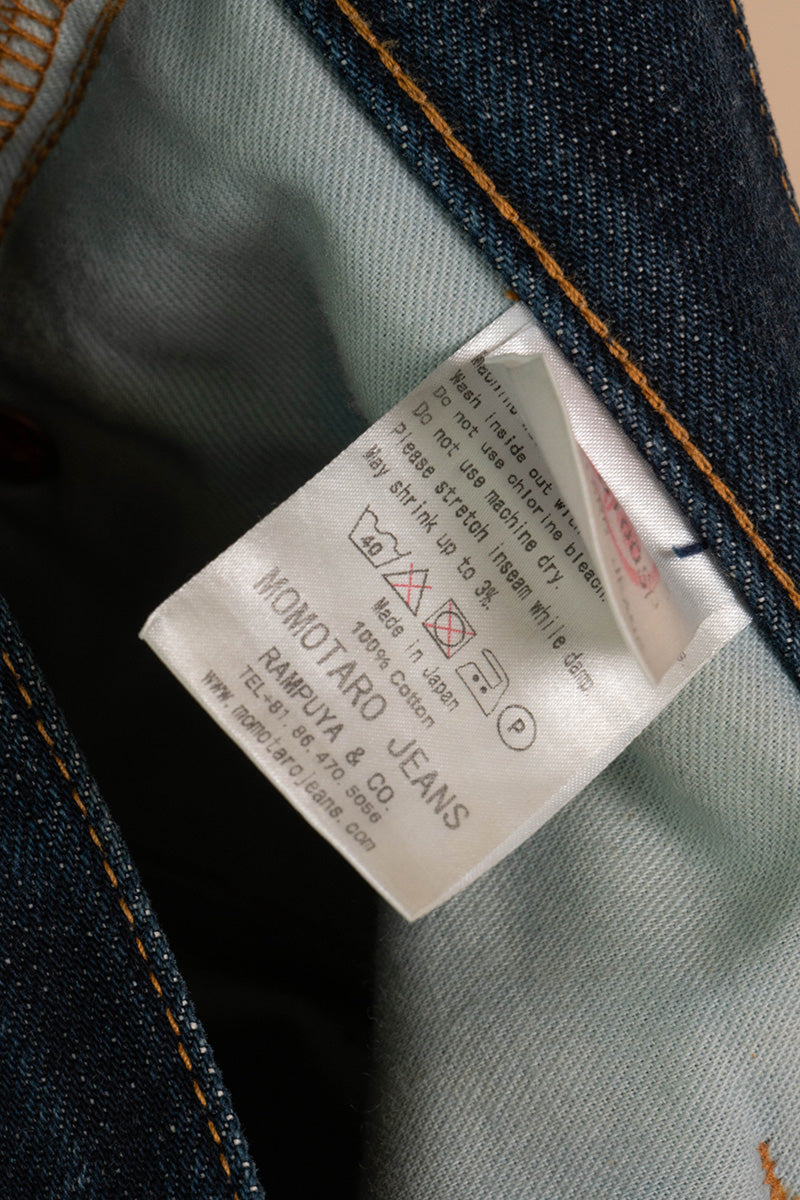 Wash inside out
Do not use chlorine bleach.
Do not use machine dry.
Please stretch inseam while damp.
May shrink up to 3%.
40
P
Made in Japan
100% Cotton
MOMOTARO JEANS
RAMPUYA & CO.
TEL+81.86.470.5056
www.momotarojeans.com